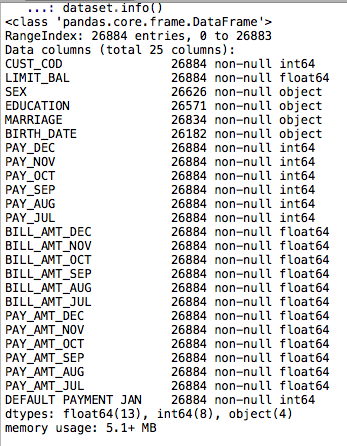 ...: dataset.info()
<class 'pandas.core.frame.DataFrame'>
RangeIndex: 26884 entries, 0 to 26883
Data columns (total 25 columns):
CUST_COD 26884 non-null int64
LIMIT_BAL 26884 non-null float64
SEX 26626 non-null object
EDUCATION 26571 non-null object
MARRIAGE 26834 non-null object
BIRTH_DATE 26182 non-null object
PAY_DEC 26884 non-null int64
PAY_NOV 26884 non-null int64
PAY_OCT 26884 non-null int64
PAY_SEP 26884 non-null int64
PAY_AUG 26884 non-null int64
PAY_JUL 26884 non-null int64
BILL_AMT_DEC 26884 non-null float64
BILL_AMT_NOV 26884 non-null float64
BILL_AMT_OCT 26884 non-null float64
BILL_AMT_SEP 26884 non-null float64
BILL_AMT_AUG 26884 non-null float64
BILL_AMT_JUL 26884 non-null float64
PAY_AMT_DEC 26884 non-null float64
PAY_AMT_NOV 26884 non-null float64
PAY_AMT_OCT 26884 non-null float64
PAY_AMT_SEP 26884 non-null float64
PAY_AMT_AUG 26884 non-null float64
PAY_AMT_JUL 26884 non-null float64
DEFAULT PAYMENT JAN 26884 non-null int64
dtypes: float64(13), int64(8), object(4)
memory usage: 5.1+ MB